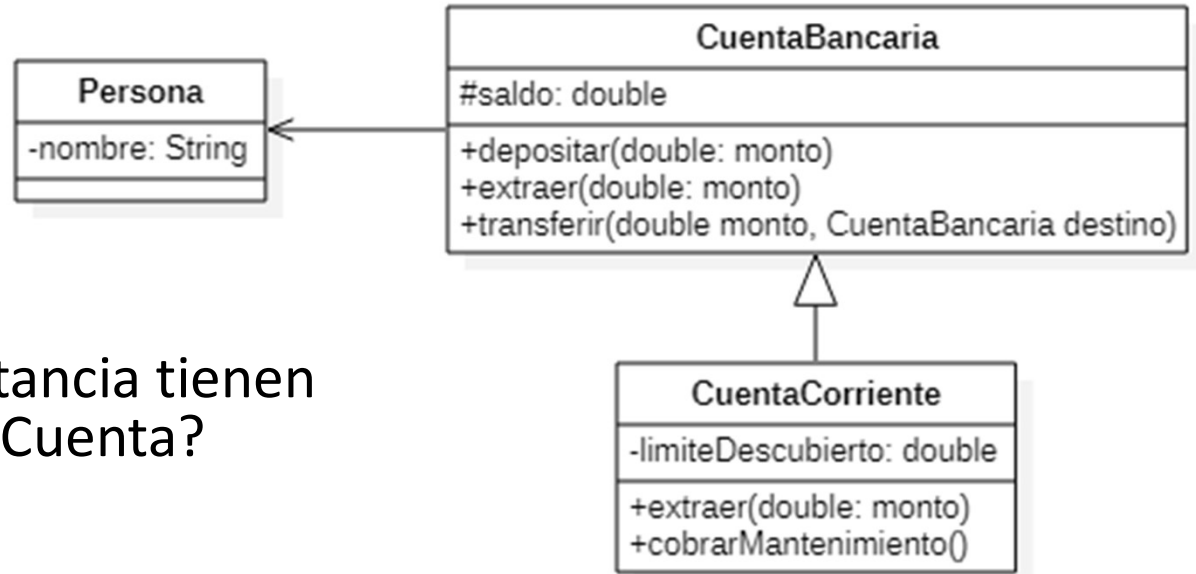 Persona
-nombre: String
CuentaBancaria
#saldo: double
+depositar(double: monto)
+extraer(double: monto)
+transferir(double monto, CuentaBancaria destino)
CuentaCorriente
-limiteDescubierto: double
+extraer(double: monto)
+cobrarMantenimiento()
tancia tienen
Cuenta?